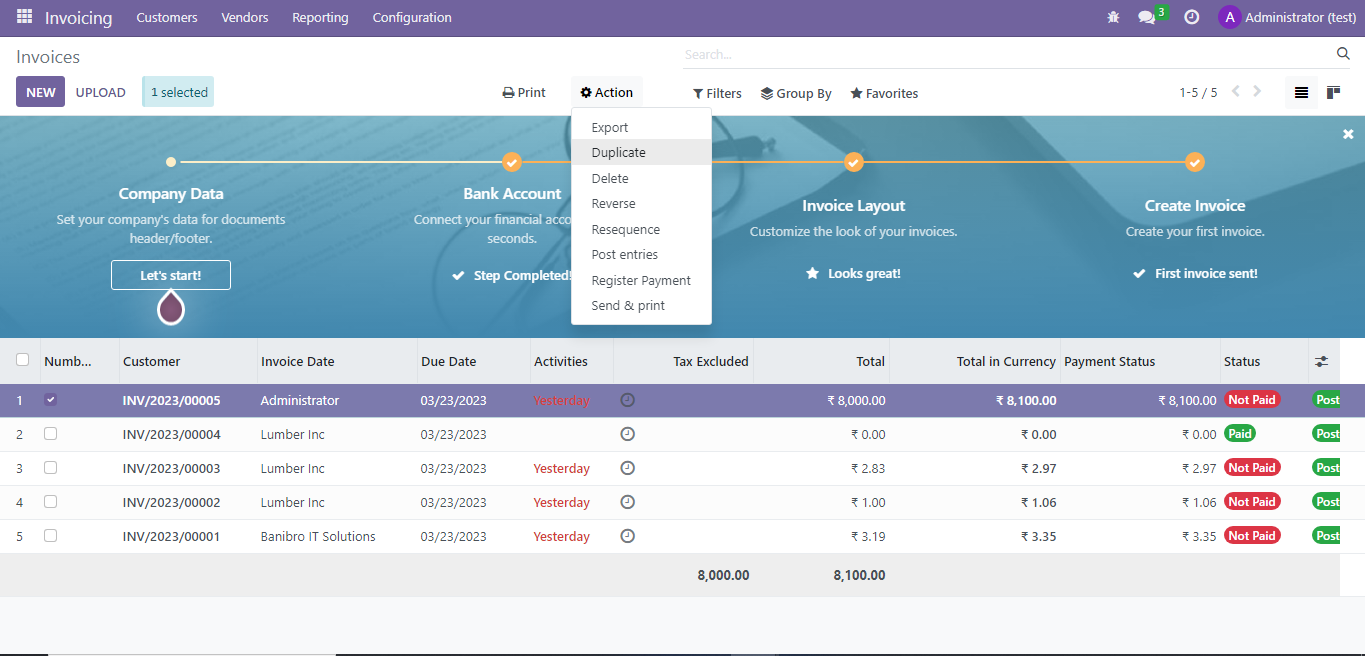 Invoicing Customers Vendors Reporting Configuration 3 A Administrator (test)
Invoices
Search...
NEW UPLOAD 1 selected Print Action Filters Group By Favorites 1-5 / 5
Export
Duplicate
Delete
Reverse
Resequence
Post entries
Register Payment
Send & print
Company Data
Set your company's data for documents
header/footer.
Let's start!
Bank Account
Connect your financial acco
seconds.
Step Completed!
Invoice Layout
Customize the look of your invoices.
Looks great!
Create Invoice
Create your first invoice.
First invoice sent!
Numb... Customer Invoice Date Due Date Activities Tax Excluded Total Total in Currency Payment Status Status
1 INV/2023/00005 Administrator 03/23/2023 Yesterday ₹ 8,000.00 ₹ 8,100.00 ₹ 8,100.00 Not Paid Post
2 INV/2023/00004 Lumber Inc 03/23/2023 ₹ 0.00 ₹ 0.00 ₹ 0.00 Paid Post
3 INV/2023/00003 Lumber Inc 03/23/2023 Yesterday ₹ 2.83 ₹ 2.97 ₹ 2.97 Not Paid Post
4 INV/2023/00002 Lumber Inc 03/23/2023 Yesterday ₹ 1.00 ₹ 1.06 ₹ 1.06 Not Paid Post
5 INV/2023/00001 Banibro IT Solutions 03/23/2023 Yesterday ₹ 3.19 ₹ 3.35 ₹ 3.35 Not Paid Post
8,000.00 8,100.00